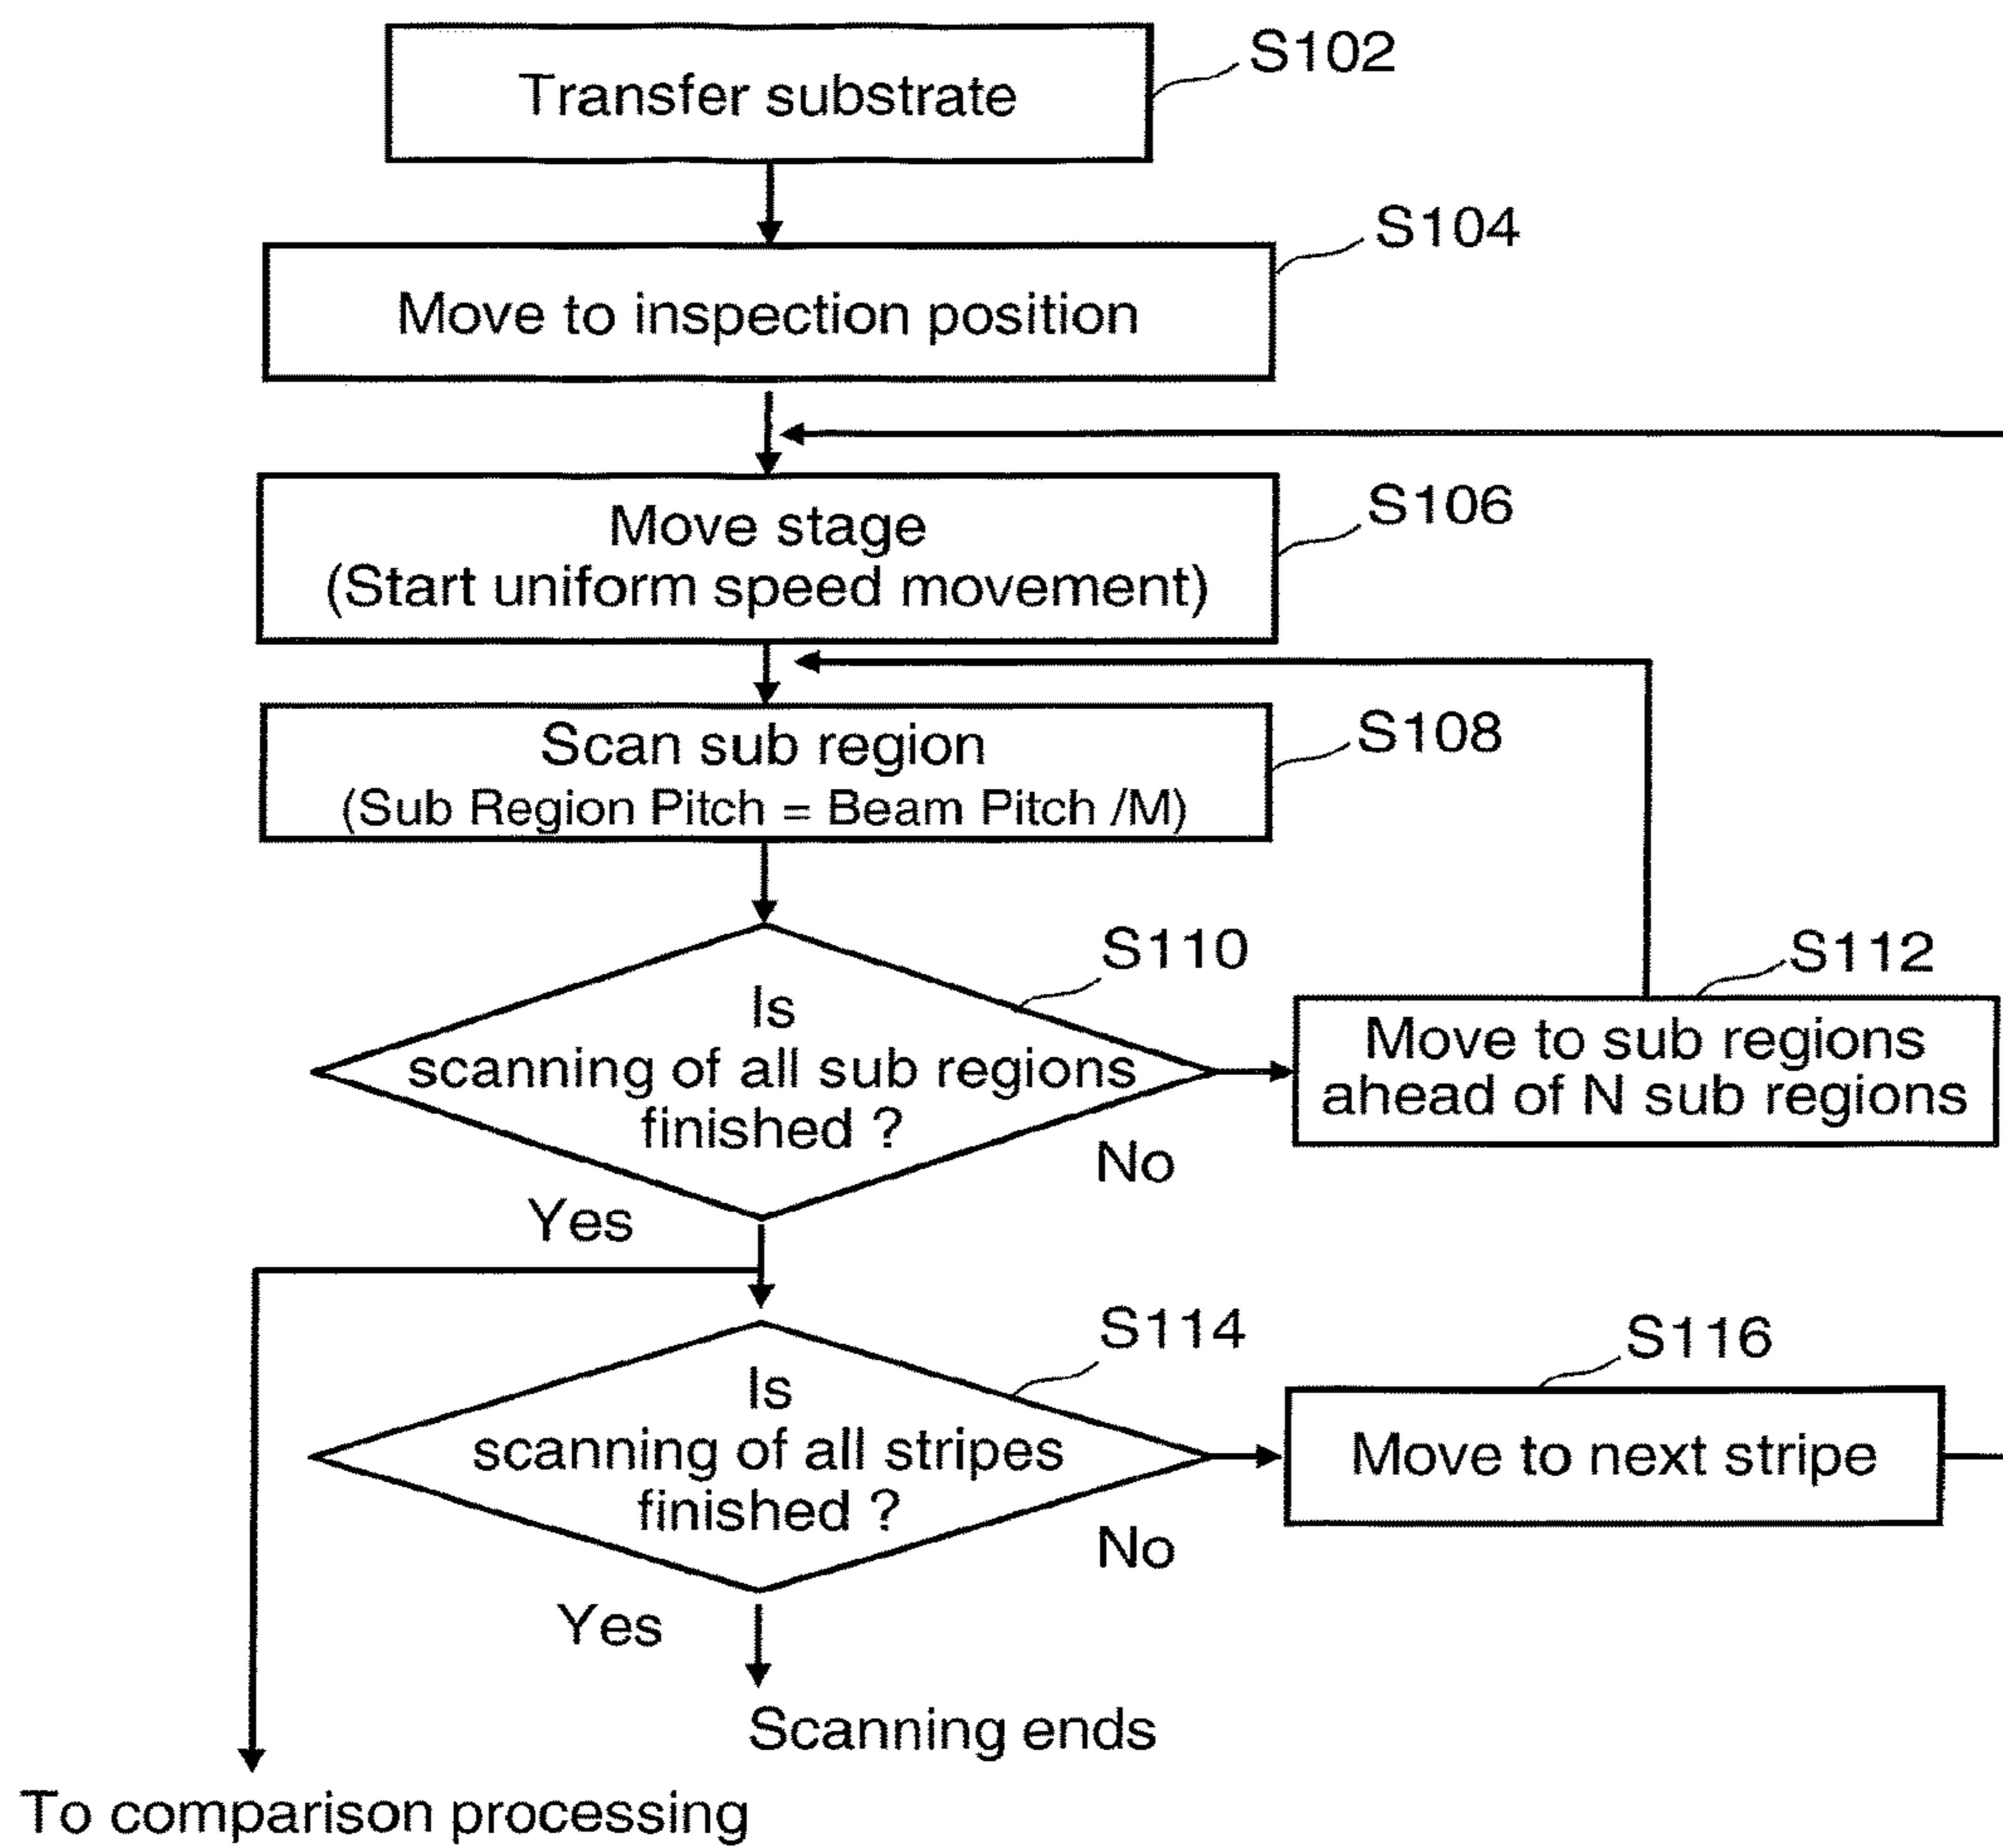 S102
Transfer substrate
S104
Move to inspection position
S106
Move stage
(Start uniform speed movement)
S108
Scan sub region
(Sub Region Pitch = Beam Pitch /M)
S110
Is
scanning of all sub regions
finished ?
No
Yes
S112
Move to sub regions
ahead of N sub regions
S114
Is
scanning of all stripes
finished ?
No
Yes
S116
Move to next stripe
Scanning ends
To comparison processing